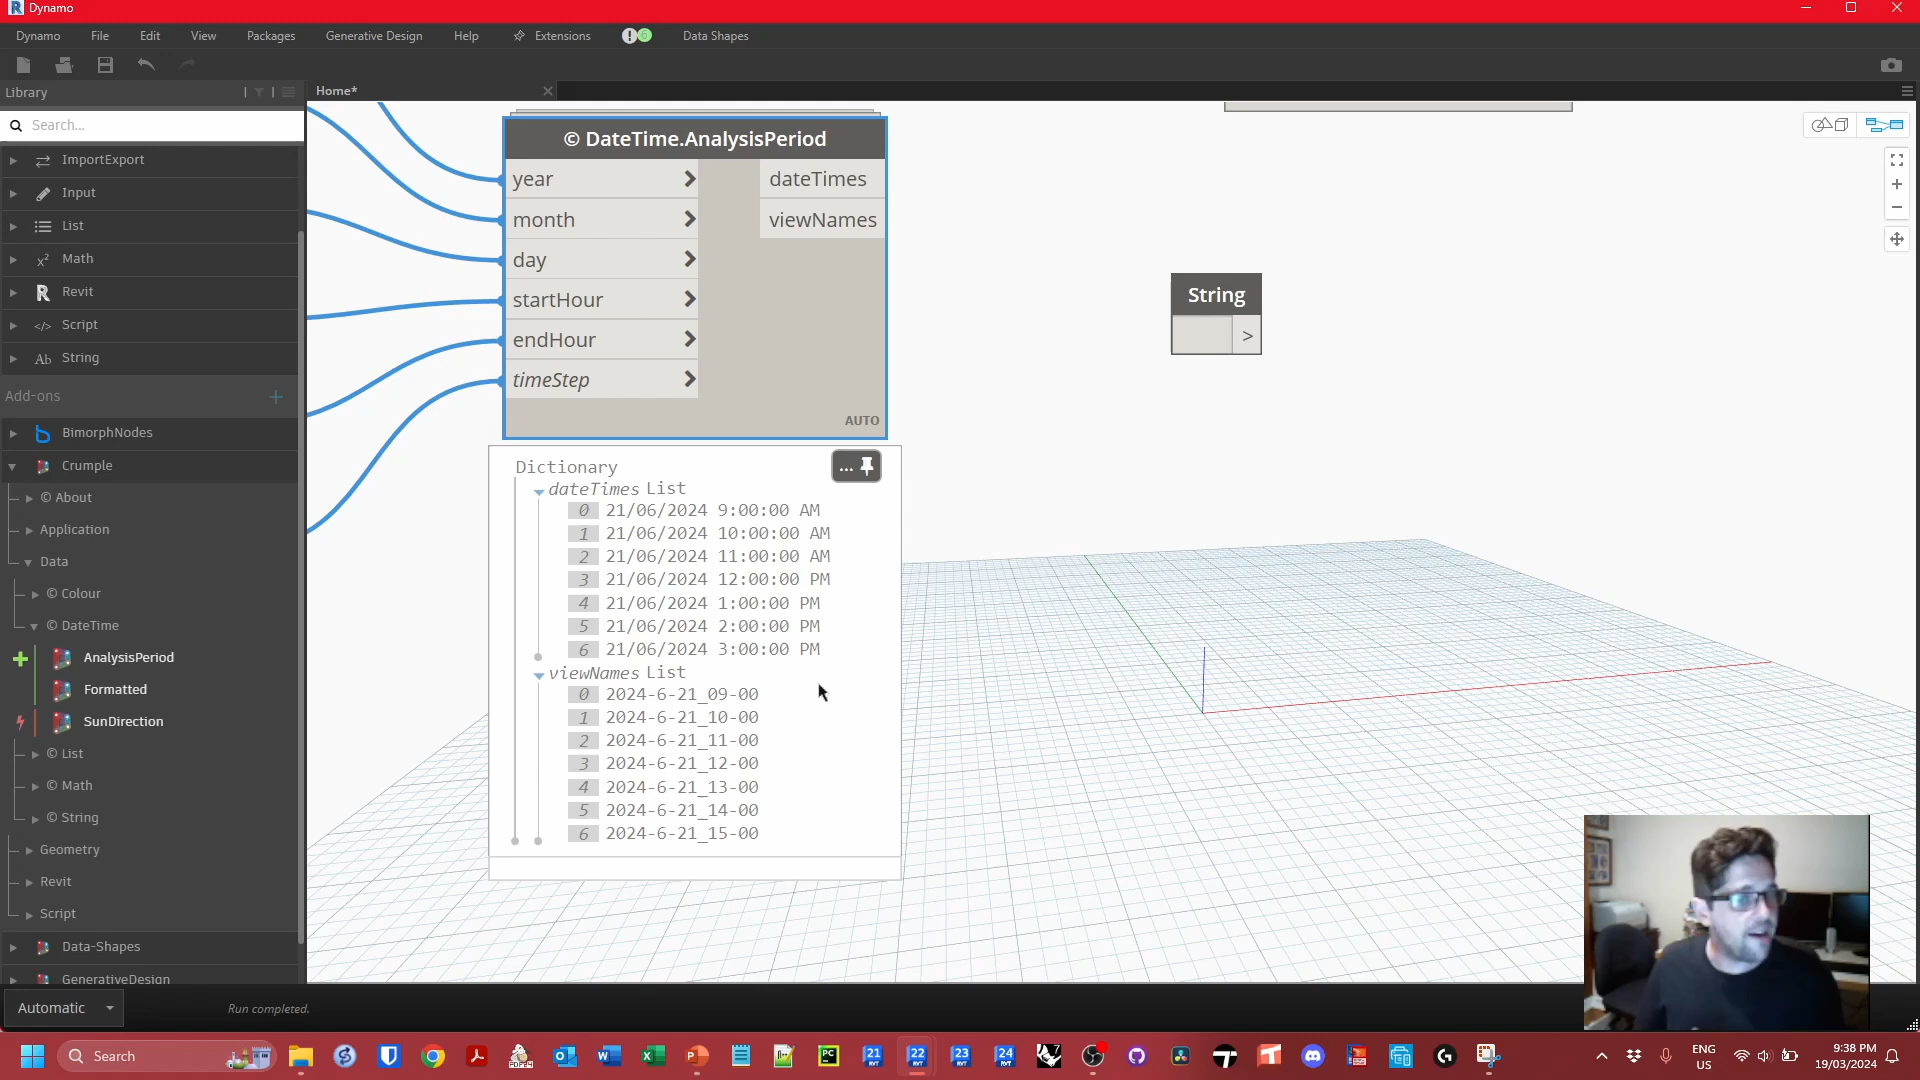 Dynamo
Dynamo File Edit View Packages Generative Design Help Extensions Data Shapes
Library
Home*
Search...
ImportExport
Input
List
Math
Revit
Script
String
Add-ons
BimorphNodes
Crumple
© About
Application
Data
© Colour
© DateTime
AnalysisPeriod
Formatted
SunDirection
© List
© Math
© String
Geometry
Revit
Script
Data-Shapes
GenerativeDesign
© DateTime.AnalysisPeriod
year > dateTimes
month > viewNames
day >
startHour >
endHour >
timeStep >
AUTO
String
>
Dictionary
...
dateTimes List
0 21/06/2024 9:00:00 AM
1 21/06/2024 10:00:00 AM
2 21/06/2024 11:00:00 AM
3 21/06/2024 12:00:00 PM
4 21/06/2024 1:00:00 PM
5 21/06/2024 2:00:00 PM
6 21/06/2024 3:00:00 PM
viewNames List
0 2024-6-21_09-00
1 2024-6-21_10-00
2 2024-6-21_11-00
3 2024-6-21_12-00
4 2024-6-21_13-00
5 2024-6-21_14-00
6 2024-6-21_15-00
Automatic
Run completed.
Search
21 RVT
22 RVT
23 RVT
24 RVT
ENG
US
9:38 PM
19/03/2024